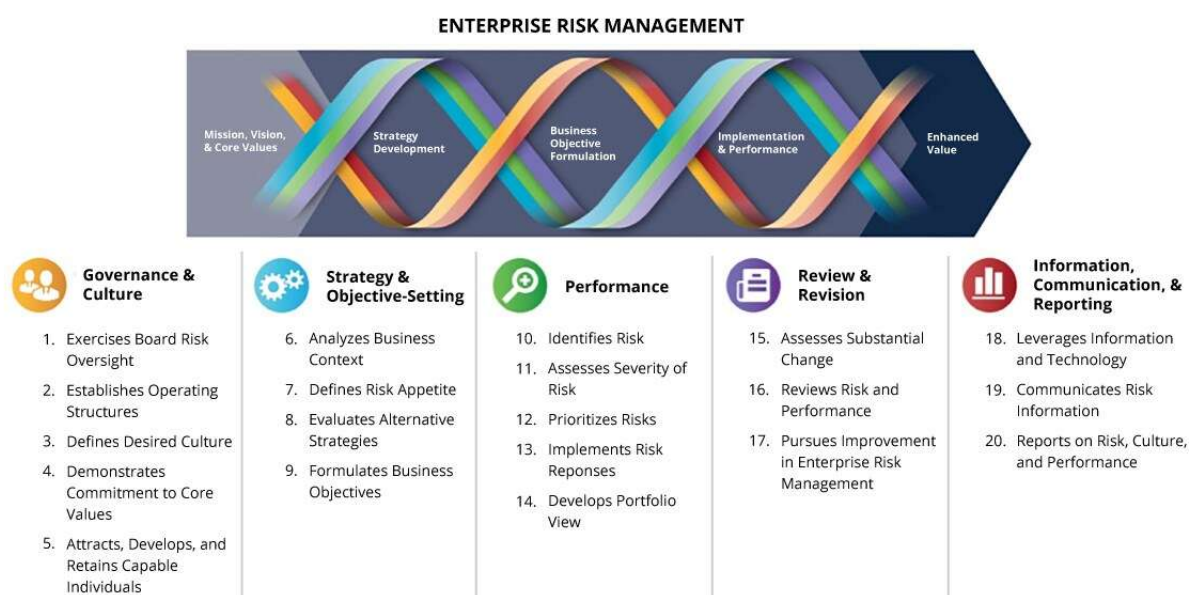 ENTERPRISE RISK MANAGEMENT
Mission, Vision,
& Core Values
Strategy
Development
Business
Objective
Formulation
Implementation
& Performance
Enhanced
Value
Governance &
Culture
1. Exercises Board Risk
Oversight
2. Establishes Operating
Structures
3. Defines Desired Culture
4. Demonstrates
Commitment to Core
Values
5. Attracts, Develops, and
Retains Capable
Individuals
Strategy &
Objective-Setting
6. Analyzes Business
Context
7. Defines Risk Appetite
8. Evaluates Alternative
Strategies
9. Formulates Business
Objectives
Performance
10. Identifies Risk
11. Assesses Severity of
Risk
12. Prioritizes Risks
13. Implements Risk
Reponses
14. Develops Portfolio
View
Review &
Revision
15. Assesses Substantial
Change
16. Reviews Risk and
Performance
17. Pursues Improvement
in Enterprise Risk
Management
Information,
Communication, &
Reporting
18. Leverages Information
and Technology
19. Communicates Risk
Information
20. Reports on Risk, Culture,
and Performance